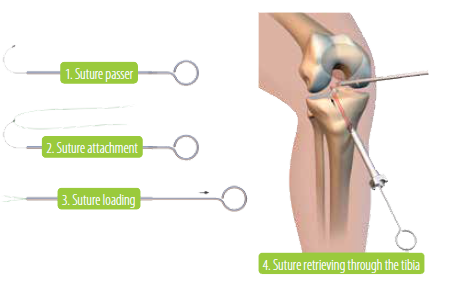 1. Suture passer
2. Suture attachment
3. Suture loading
4. Suture retrieving through the tibia